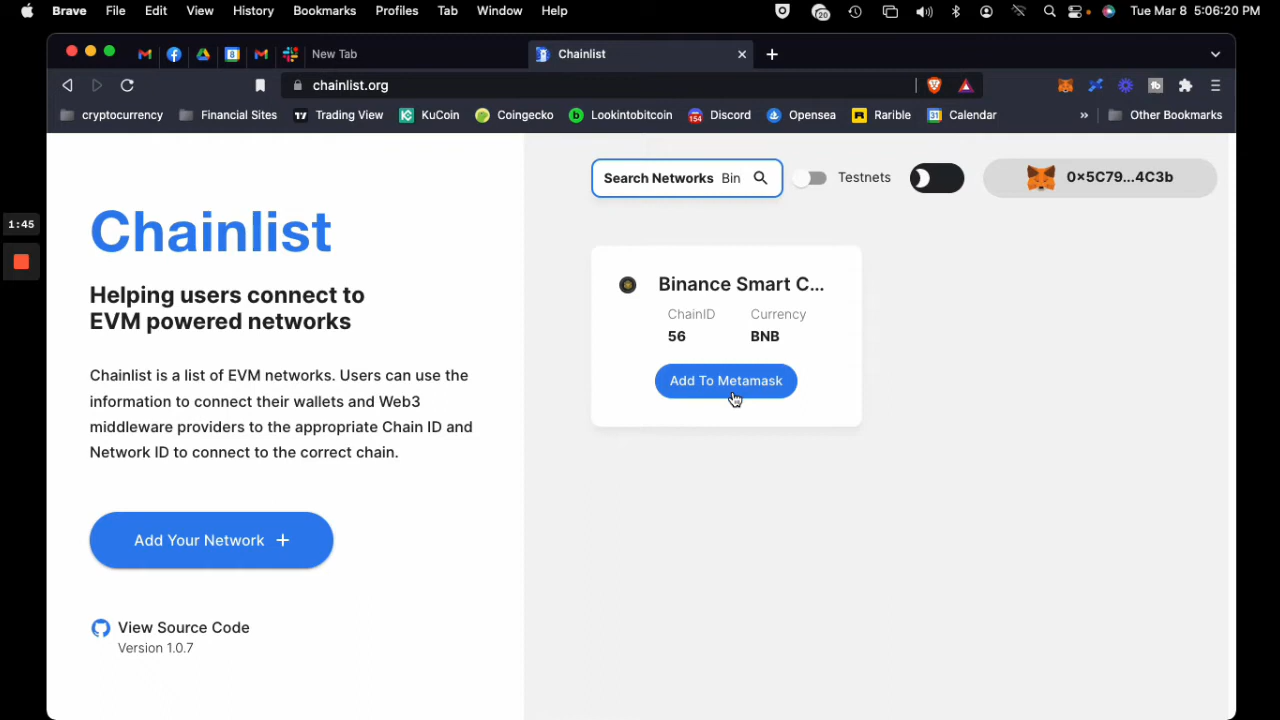 Brave File Edit View History Bookmarks Profiles Tab Window Help
20
Tue Mar 8 5:06:20 PM
New Tab
Chainlist
chainlist.org
cryptocurrency
Financial Sites
Trading View
KuCoin
Coingecko
Lookintobitcoin
154
Discord
Opensea
Rarible
31
Calendar
»
Other Bookmarks
1:45
Search Networks Bin
Testnets
0×5C79...4C3b
Chainlist
Helping users connect to
EVM powered networks
Chainlist is a list of EVM networks. Users can use the
information to connect their wallets and Web3
middleware providers to the appropriate Chain ID and
Network ID to connect to the correct chain.
Add Your Network +
View Source Code
Version 1.0.7
Binance Smart C...
ChainID Currency
56 BNB
Add To Metamask